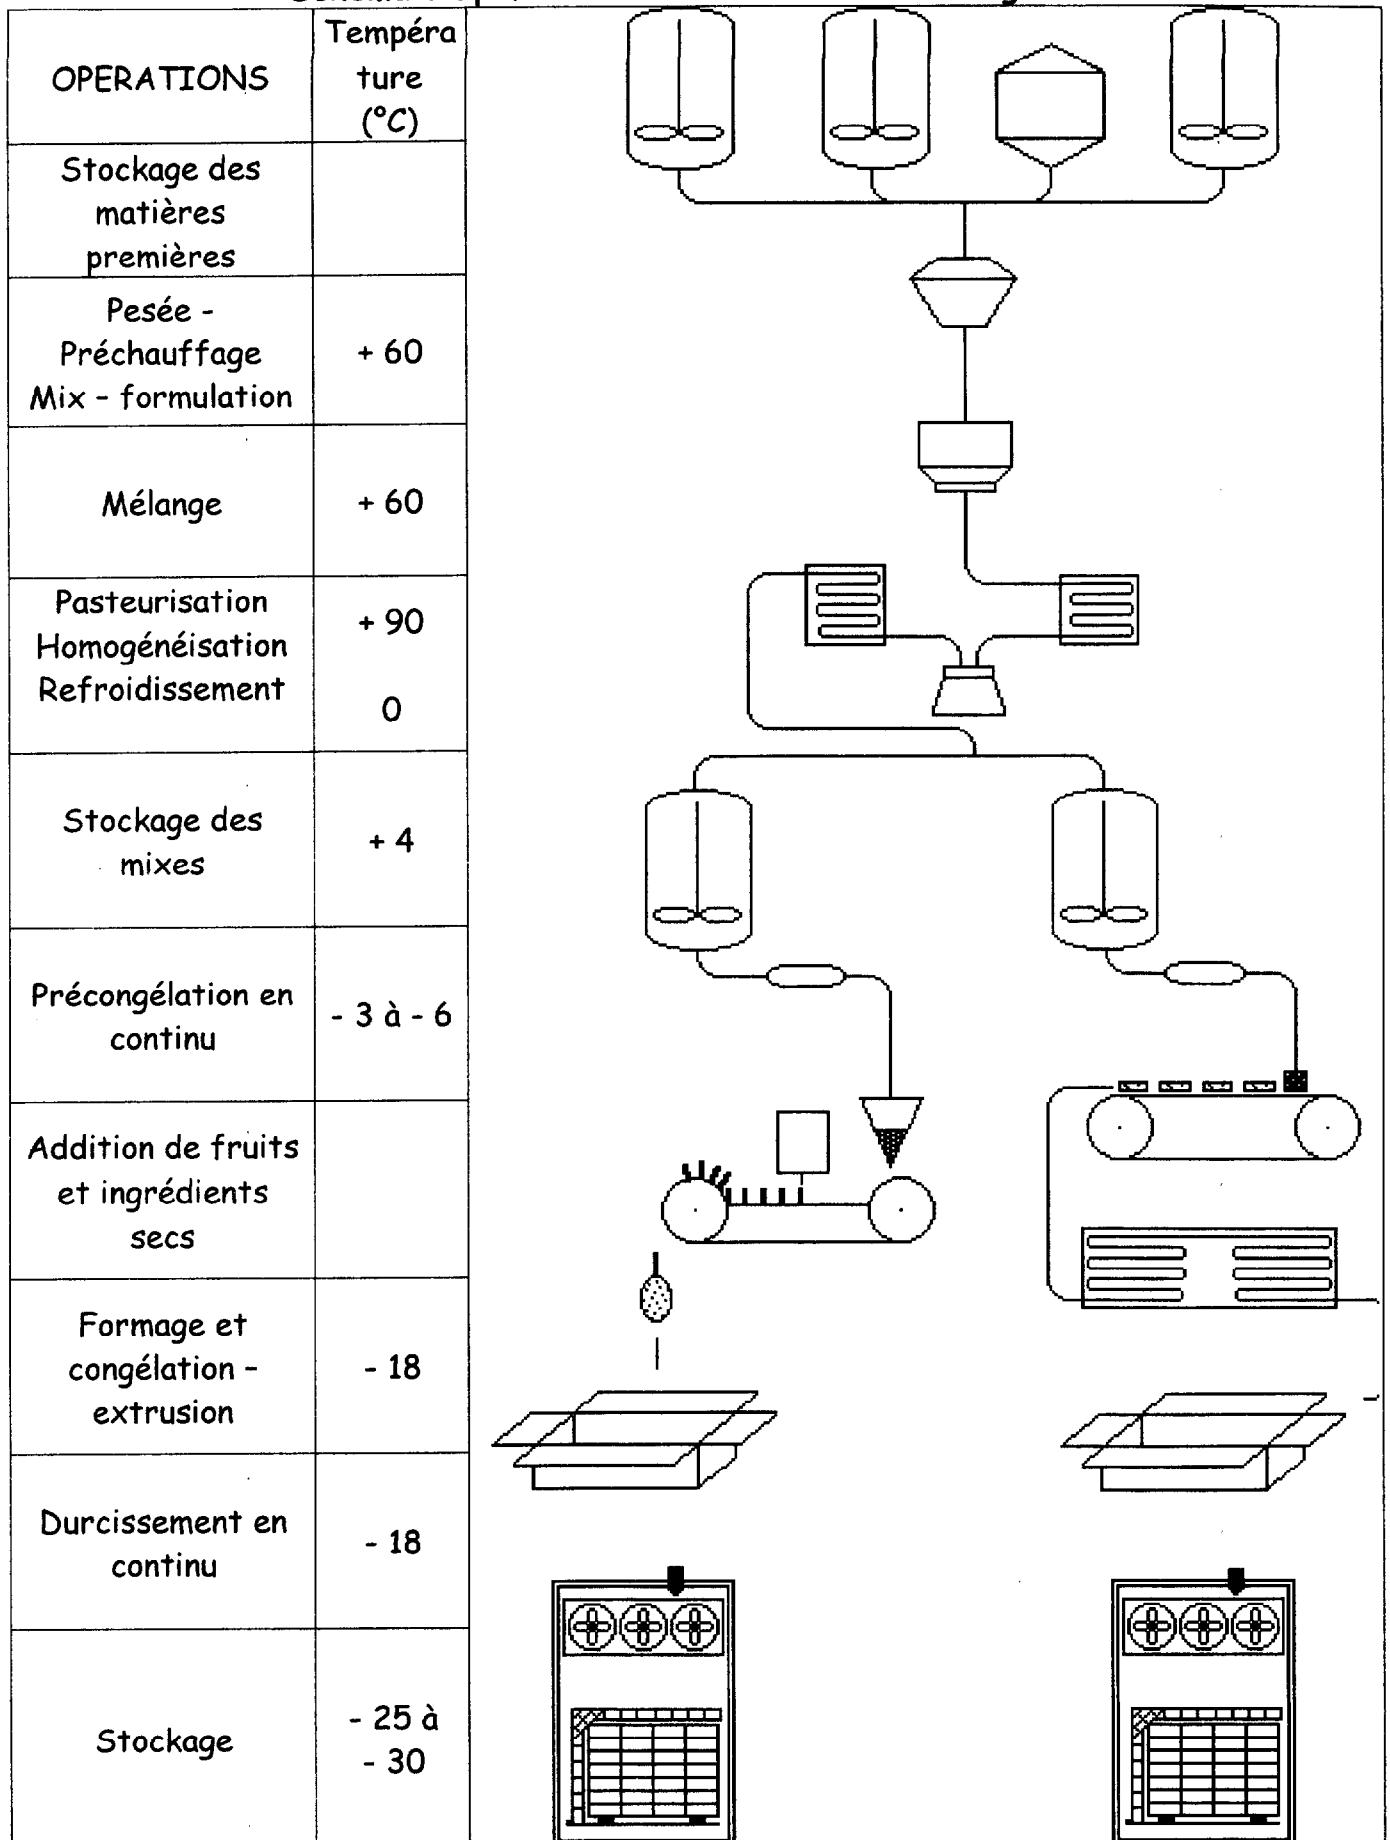 OPERATIONS
Tempéra
ture
(°C)
Stockage des
matières
premières
Pesée -
Préchauffage
Mix - formulation
+ 60
Mélange
+ 60
Pasteurisation
Homogénéisation
Refroidissement
+ 90
0
Stockage des
mixes
+ 4
Précongélation en
continu
- 3 à - 6
Addition de fruits
et ingrédients
secs
Formage et
congélation -
extrusion
- 18
Durcissement en
continu
- 18
Stockage
- 25 à
- 30